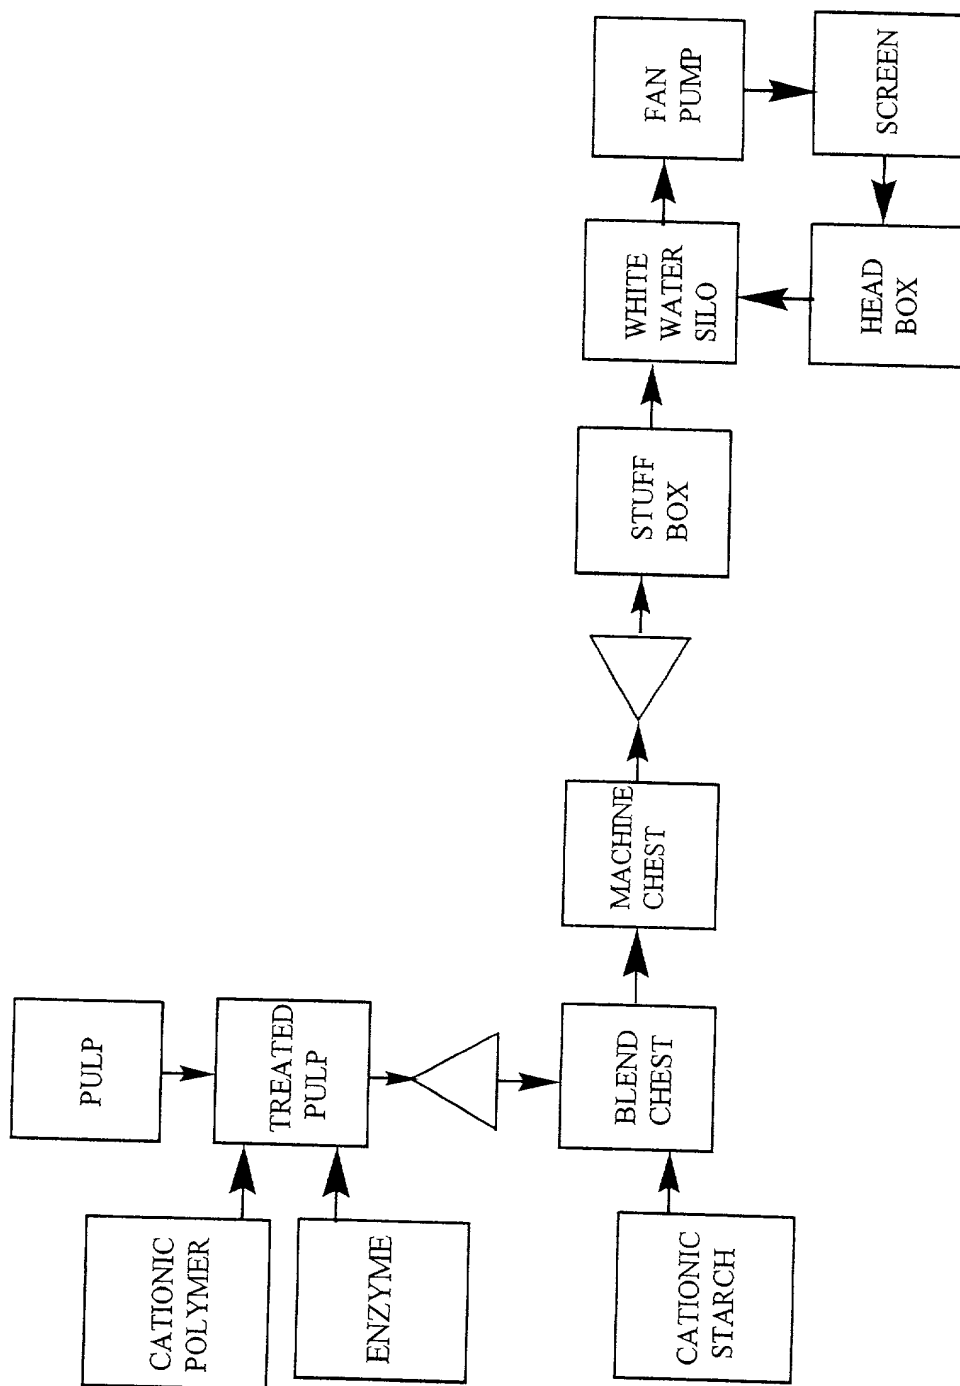 PULP
CATIONIC
POLYMER
TREATED
PULP
ENZYME
CATIONIC
STARCH
BLEND
CHEST
MACHINE
CHEST
STUFF
BOX
WHITE
WATER
SILO
FAN
PUMP
SCREEN
HEAD
BOX